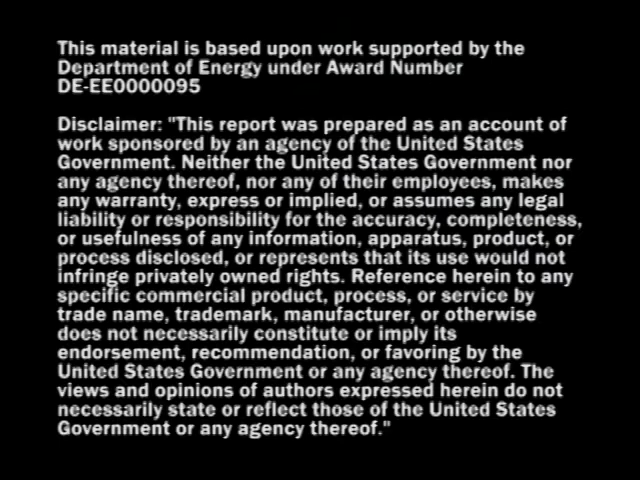 This material is based upon work supported by the
Department of Energy under Award Number
DE-EE0000095
Disclaimer: "This report was prepared as an account of
work sponsored by an agency of the United States
Government. Neither the United States Government nor
any agency thereof, nor any of their employees, makes
any warranty, express or implied, or assumes any legal
liability or responsibility for the accuracy, completeness,
or usefulness of any information, apparatus, product, or
process disclosed, or represents that its use would not
infringe privately owned rights. Reference herein to any
specific commercial product, process, or service by
trade name, trademark, manufacturer, or otherwise
does not necessarily constitute or imply its
endorsement, recommendation, or favoring by the
United States Government or any agency thereof. The
views and opinions of authors expressed herein do not
necessarily state or reflect those of the United States
Government or any agency thereof."